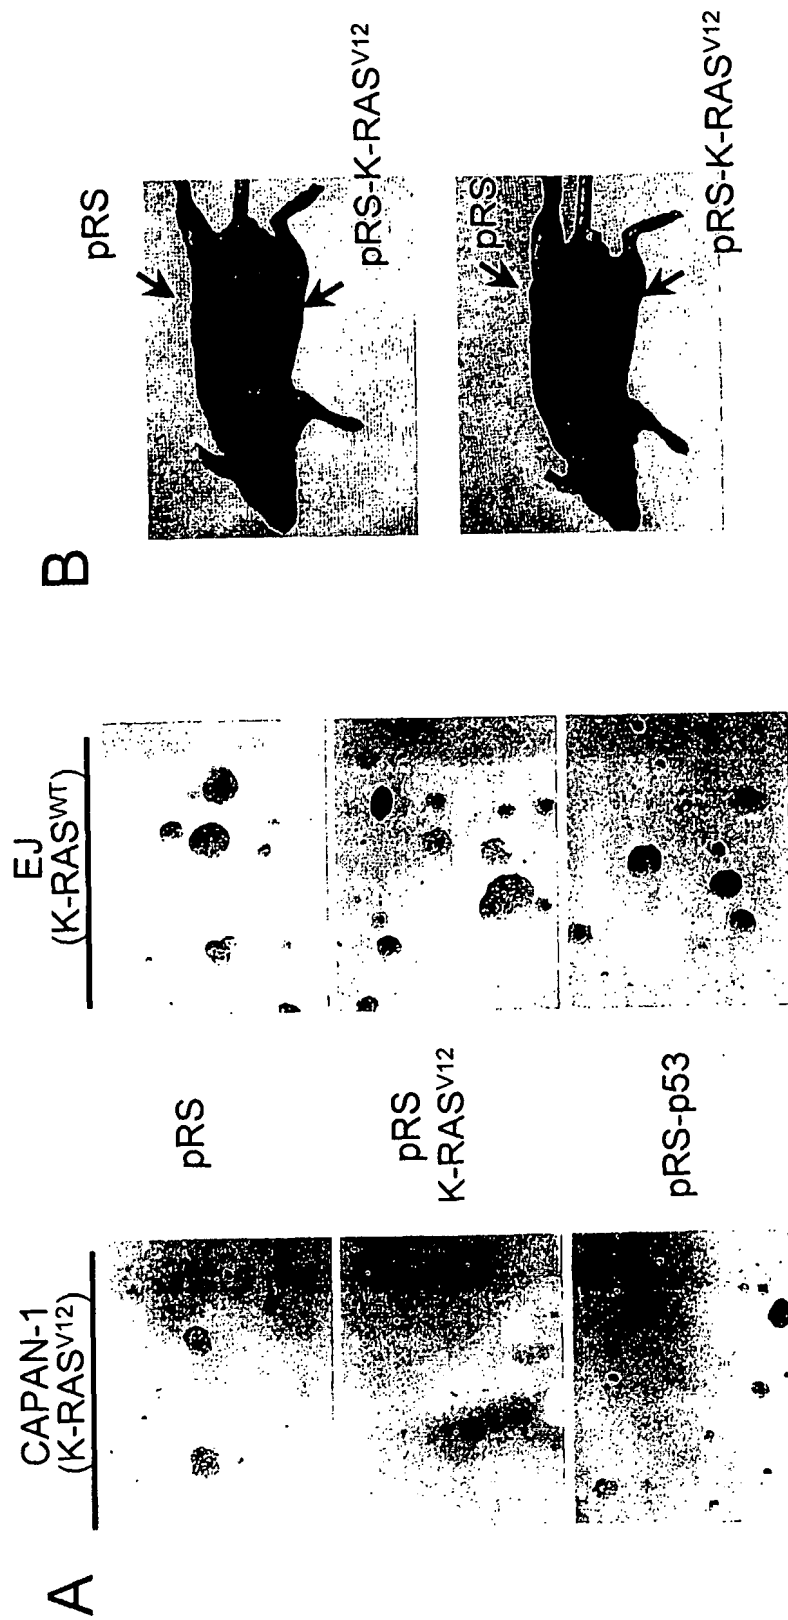 A
CAPAN-1
(K-RASV12)
EJ
(K-RASWT)
pRS
pRS
K-RASV12
pRS-p53
B
pRS
pRS-K-RASV12
pRS
pRS-K-RASV12